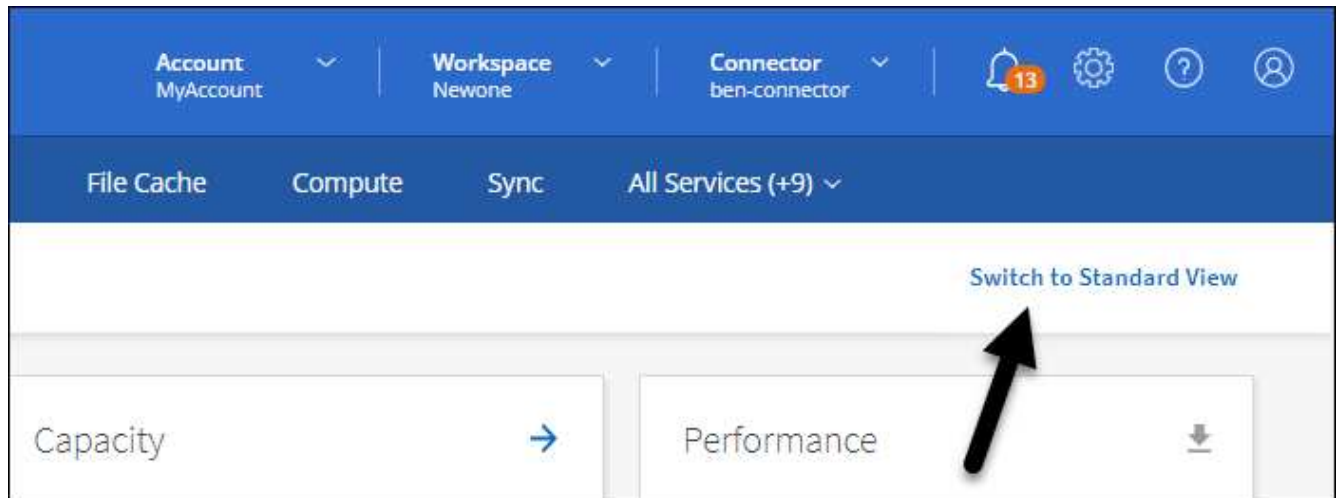 Account Workspace Connector
MyAccount Newone ben-connector 13
File Cache Compute Sync All Services (+9)
Switch to Standard View
Capacity Performance